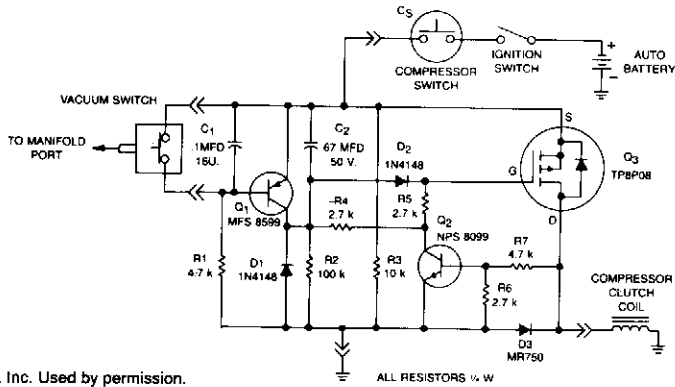 CS
COMPRESSOR
SWITCH
IGNITION
SWITCH
+
-
AUTO
BATTERY
VACUUM SWITCH
TO MANIFOLD
PORT
C1
.1MFD
16U.
C2
67 MFD
50 V.
D2
1N4148
S
G
D
Q3
TP8P08
Q1
MFS 8599
R4
2.7 k
R5
2.7 k
Q2
NPS 8099
R7
4.7 k
R1
4.7 k
D1
1N4148
R2
100 k
R3
10 k
R6
2.7 k
COMPRESSOR
CLUTCH
COIL
D3
MR750
Inc. Used by permission.
ALL RESISTORS ¼ W